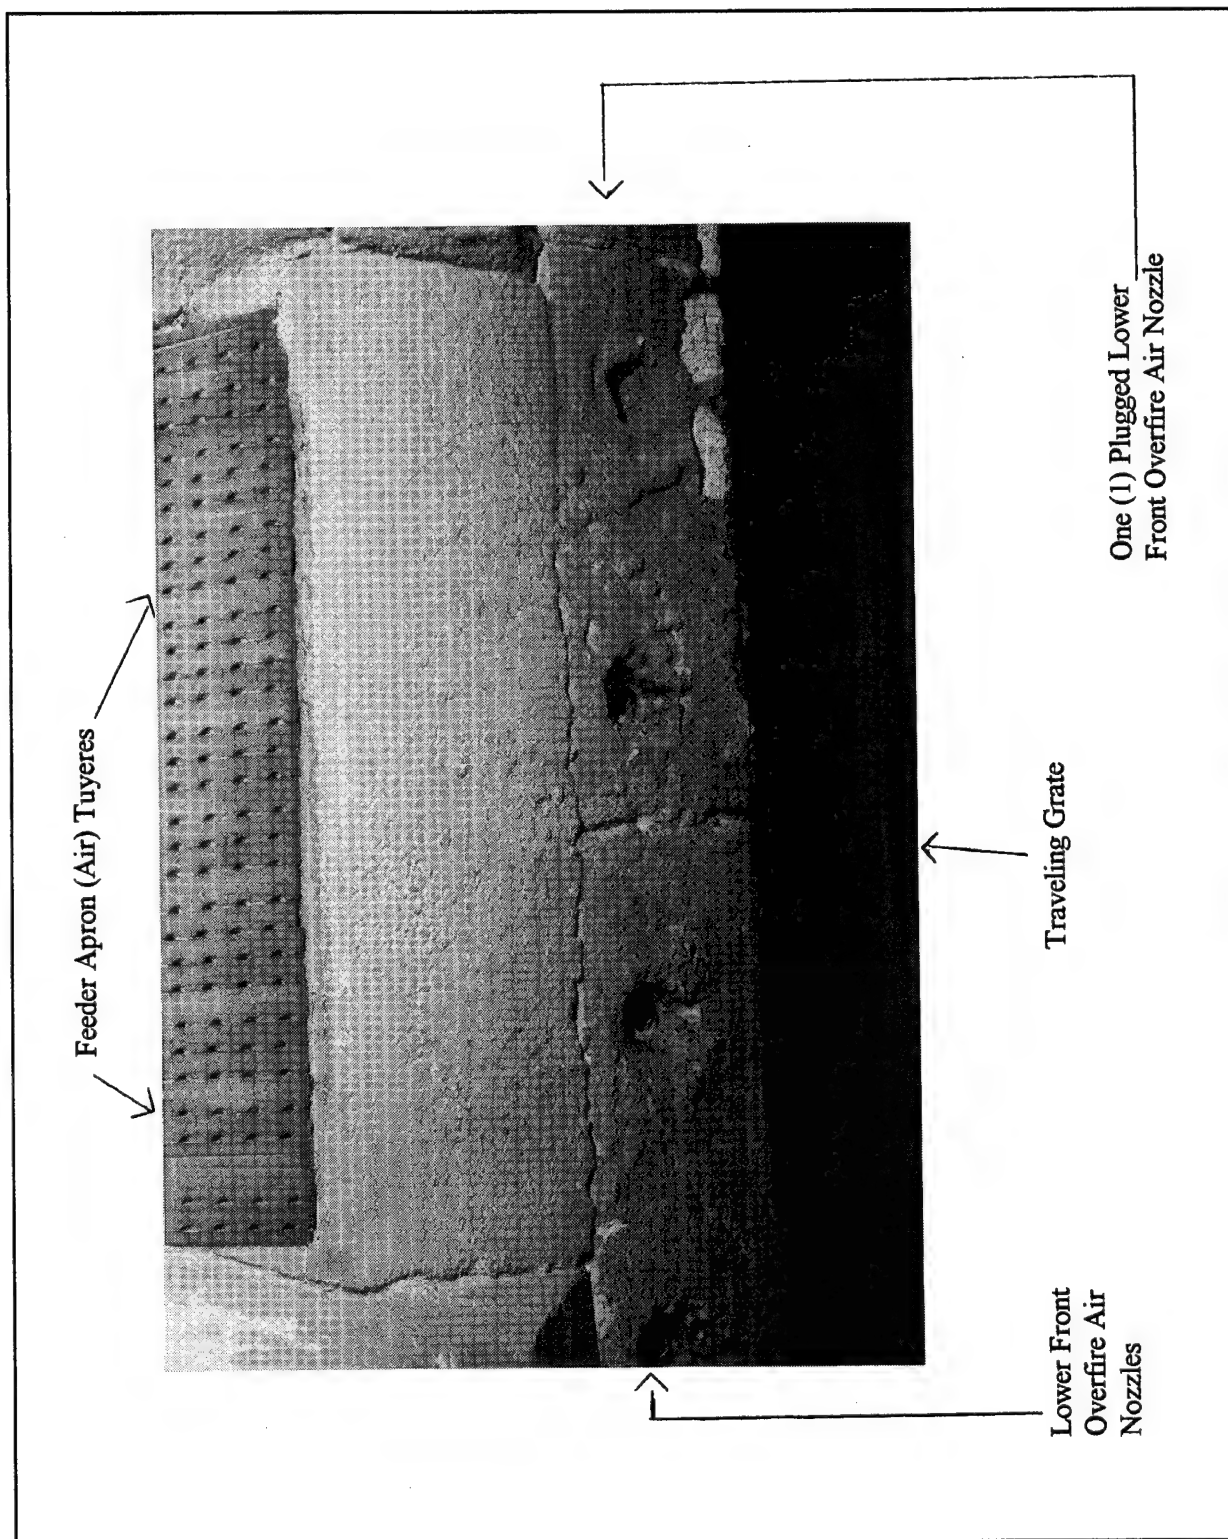 Feeder Apron (Air) Tuyeres
One (1) Plugged Lower
Front Overfire Air Nozzle
Traveling Grate
Lower Front
Overfire Air
Nozzles